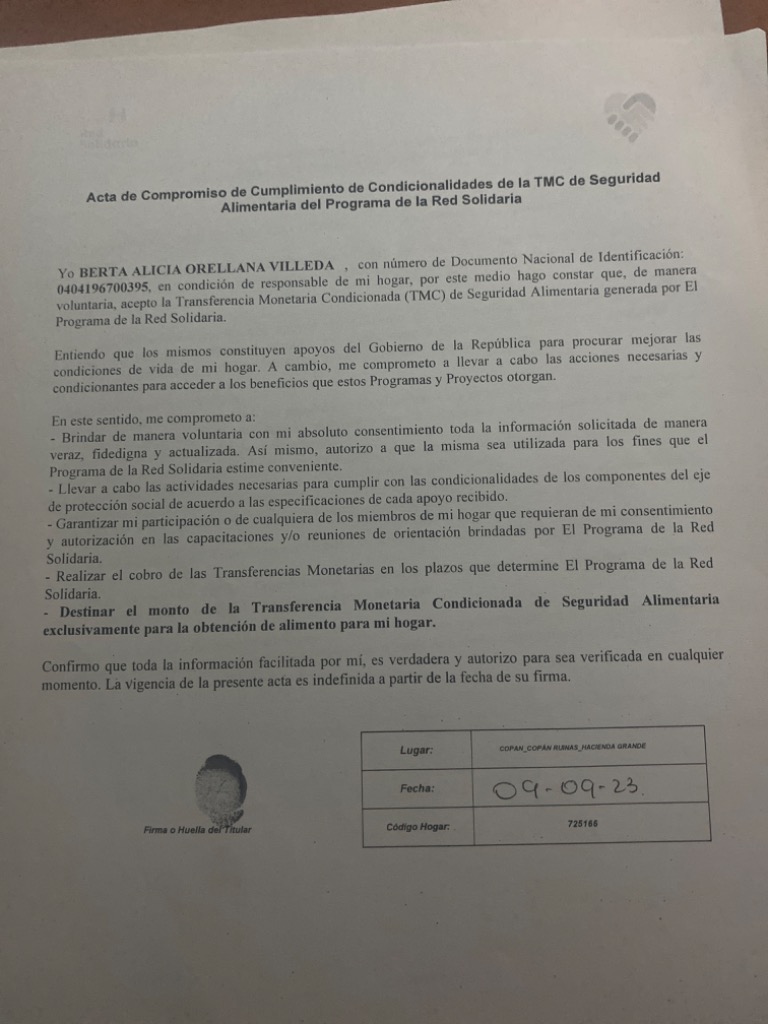 Acta de Compromiso de Cumplimiento de Condicionalidades de la TMC de Seguridad
Alimentaria del Programa de la Red Solidaria
Yo BERTA ALICIA ORELLANA VILLEDA , con número de Documento Nacional de Identificación:
0404196700395, en condición de responsable de mi hogar, por este medio hago constar que, de manera
voluntaria, acepto la Transferencia Monetaria Condicionada (TMC) de Seguridad Alimentaria generada por El
Programa de la Red Solidaria.
Entiendo que los mismos constituyen apoyos del Gobierno de la República para procurar mejorar las
condiciones de vida de mi hogar. A cambio, me comprometo a llevar a cabo las acciones necesarias y
condicionantes para acceder a los beneficios que estos Programas y Proyectos otorgan.
En este sentido, me comprometo a:
- Brindar de manera voluntaria con mi absoluto consentimiento toda la información solicitada de manera
veraz, fidedigna y actualizada. Así mismo, autorizo a que la misma sea utilizada para los fines que el
Programa de la Red Solidaria estime conveniente.
- Llevar a cabo las actividades necesarias para cumplir con las condicionalidades de los componentes del eje
de protección social de acuerdo a las especificaciones de cada apoyo recibido.
- Garantizar mi participación o de cualquiera de los miembros de mi hogar que requieran de mi consentimiento
y autorización en las capacitaciones y/o reuniones de orientación brindadas por El Programa de la Red
Solidaria.
- Realizar el cobro de las Transferencias Monetarias en los plazos que determine El Programa de la Red
Solidaria.
- Destinar el monto de la Transferencia Monetaria Condicionada de Seguridad Alimentaria
exclusivamente para la obtención de alimento para mi hogar.
Confirmo que toda la información facilitada por mí, es verdadera y autorizo para sea verificada en cualquier
momento. La vigencia de la presente acta es indefinida a partir de la fecha de su firma.
Lugar: COPAN_COPÁN RUINAS_HACIENDA GRANDE
Fecha: 09-09-23.
Firma o Huella del Titular
Código Hogar: 725166